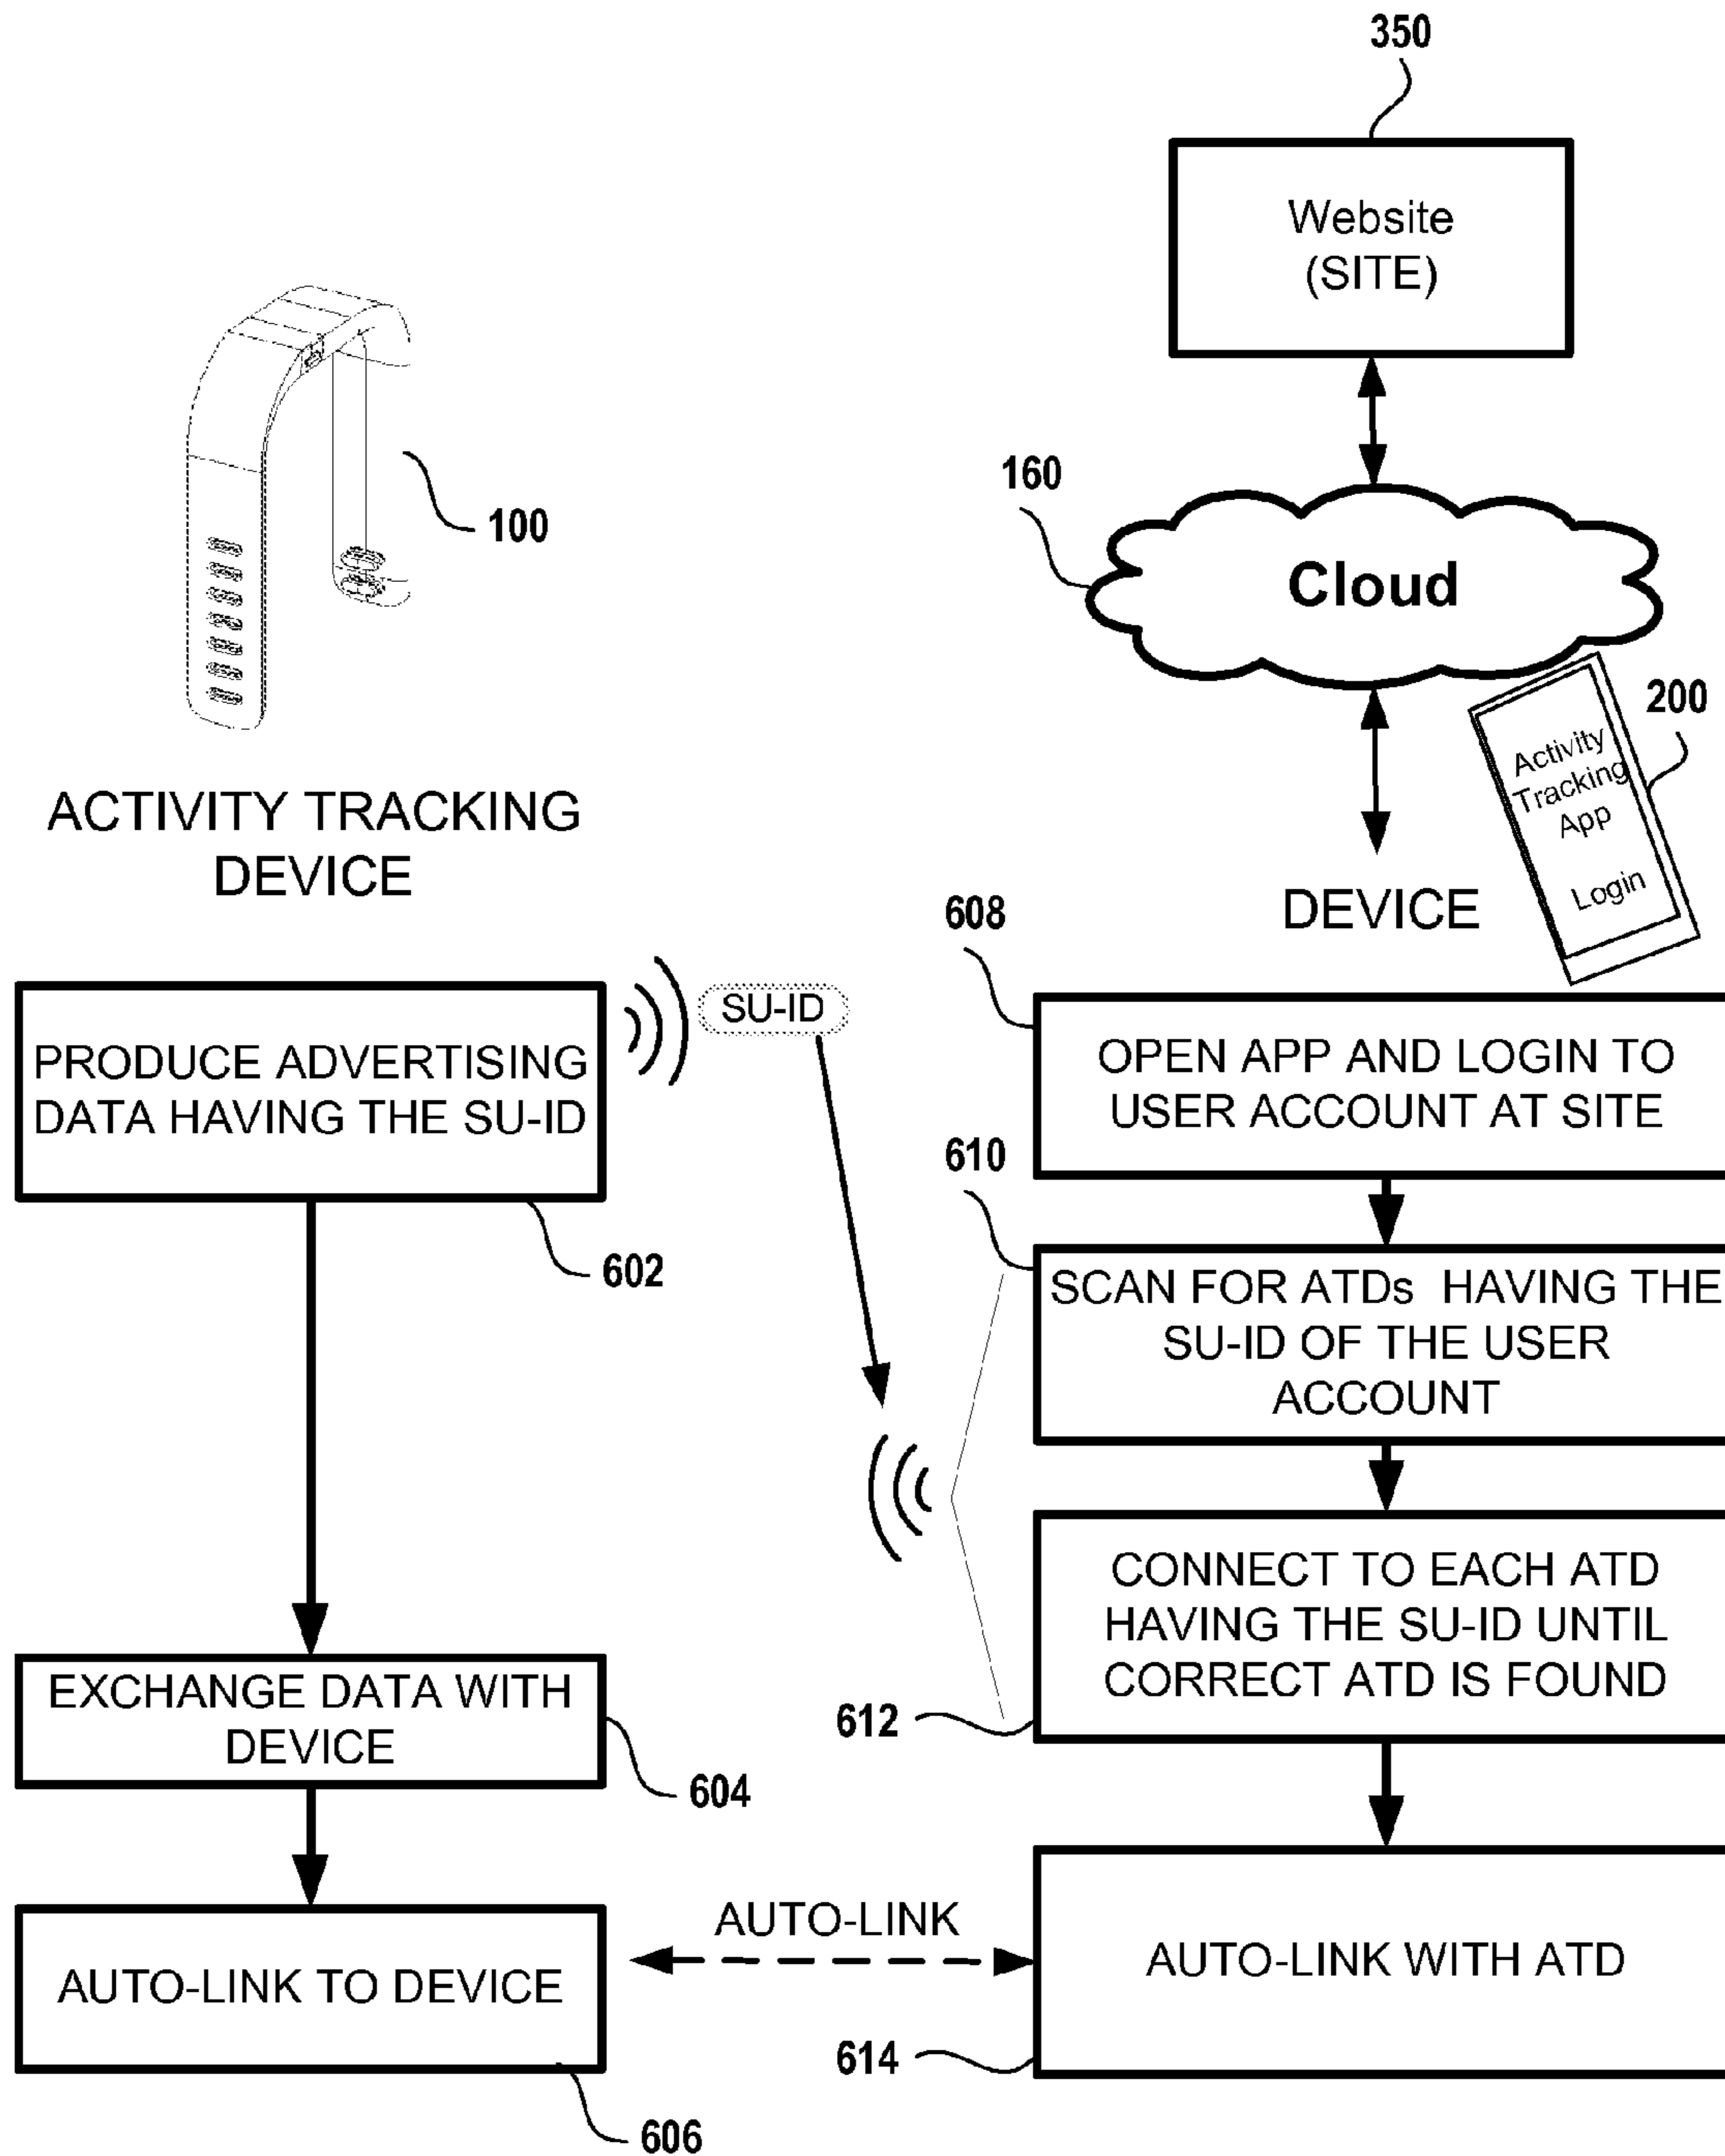 350
Website
(SITE)
160
Cloud
100
200
Activity
Tracking
App
Login
ACTIVITY TRACKING
DEVICE
DEVICE
608
PRODUCE ADVERTISING
DATA HAVING THE SU-ID
SU-ID
602
OPEN APP AND LOGIN TO
USER ACCOUNT AT SITE
610
SCAN FOR ATDs HAVING THE
SU-ID OF THE USER
ACCOUNT
CONNECT TO EACH ATD
HAVING THE SU-ID UNTIL
CORRECT ATD IS FOUND
612
EXCHANGE DATA WITH
DEVICE
604
AUTO-LINK TO DEVICE
606
AUTO-LINK
AUTO-LINK WITH ATD
614